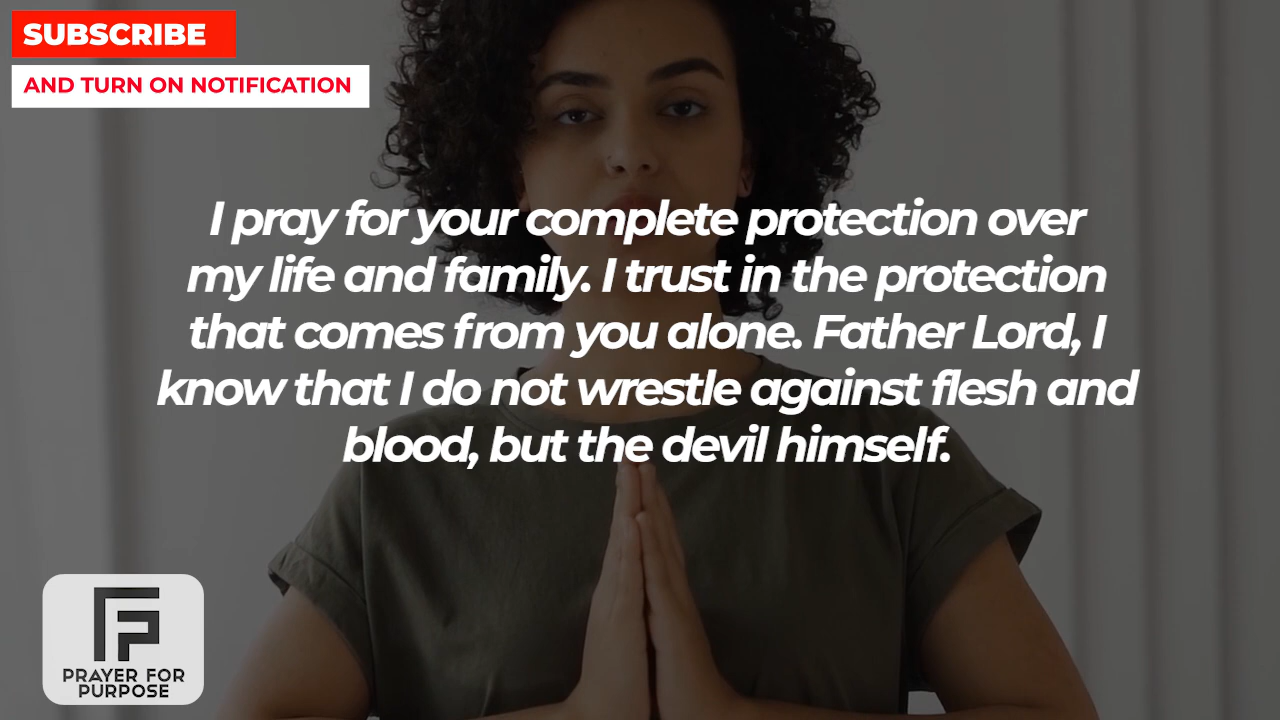 SUBSCRIBE
AND TURN ON NOTIFICATION
I pray for your complete protection over
my life and family. I trust in the protection
that comes from you alone. Father Lord, I
know that I do not wrestle against flesh and
blood, but the devil himself.
PRAYER FOR
PURPOSE